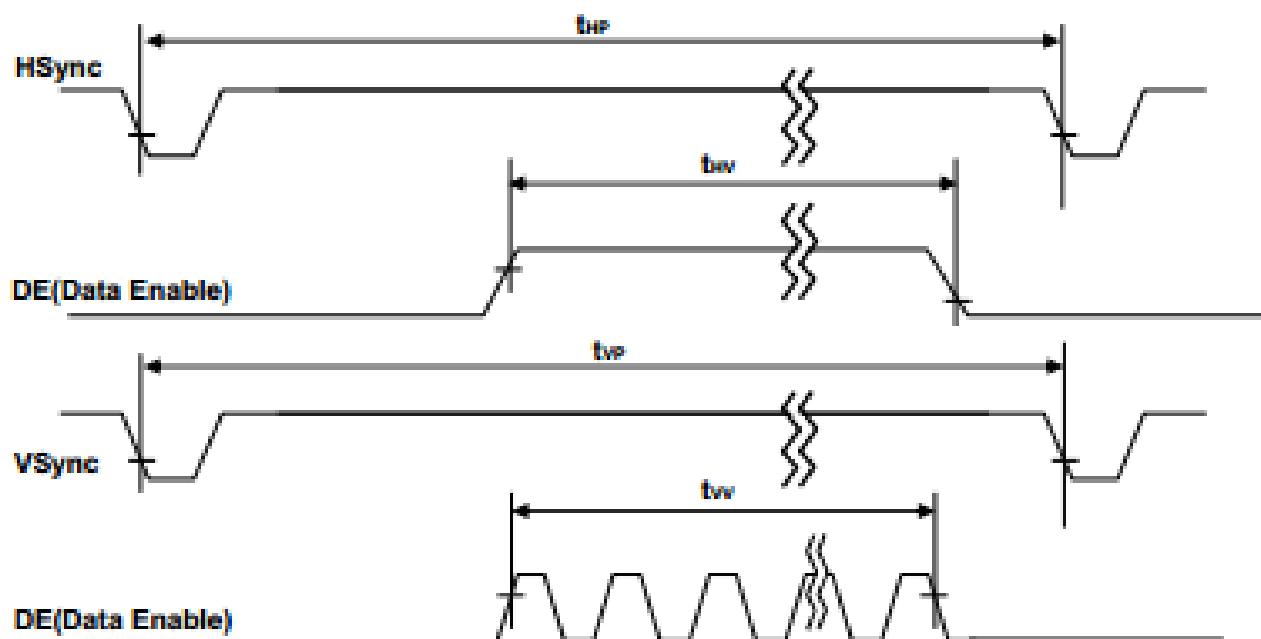 tHP
HSync
tHV
DE(Data Enable)
tVP
VSync
tVV
DE(Data Enable)